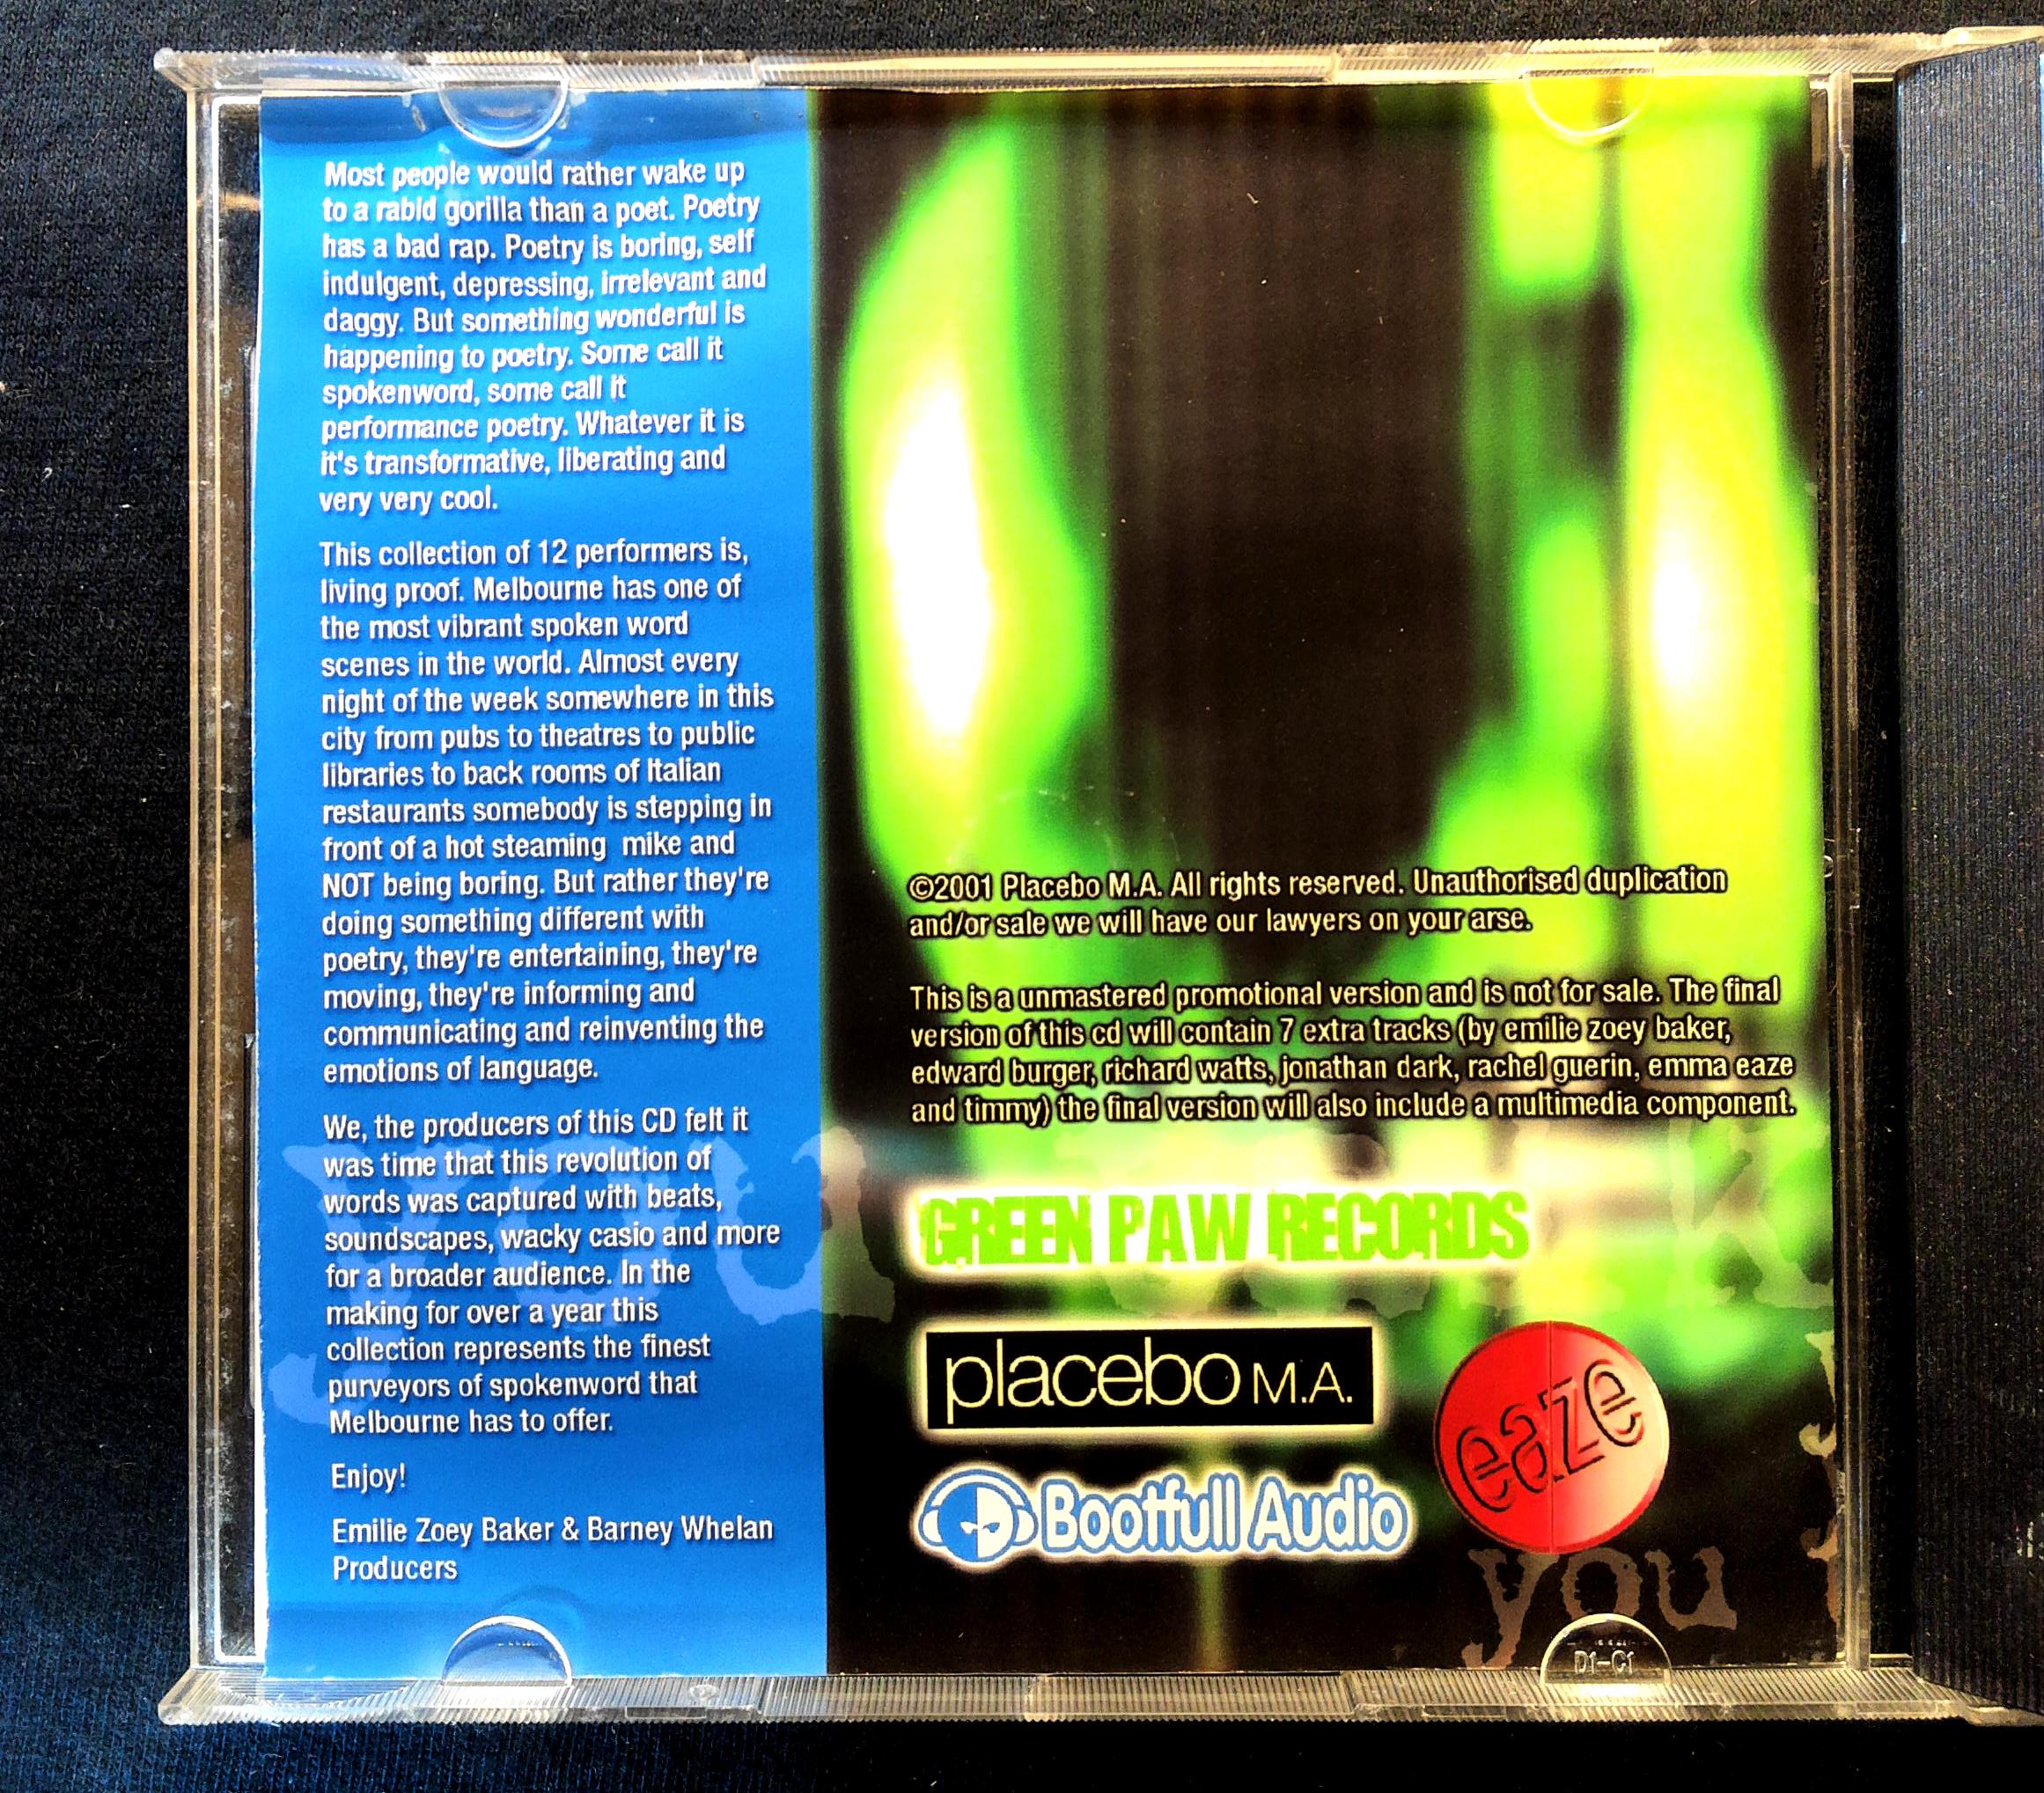 Most people would rather wake up
to a rabid gorilla than a poet. Poetry
has a bad rap. Poetry is boring, self
indulgent, depressing, irrelevant and
daggy. But something wonderful is
happening to poetry. Some call it
spokenword, some call it
performance poetry. Whatever it is
it's transformative, liberating and
very very cool.
This collection of 12 performers is,
living proof. Melbourne has one of
the most vibrant spoken word
scenes in the world. Almost every
night of the week somewhere in this
city from pubs to theatres to public
libraries to back rooms of Italian
restaurants somebody is stepping in
front of a hot steaming  mike and
NOT being boring. But rather they're
doing something different with
poetry, they're entertaining, they're
moving, they're informing and
communicating and reinventing the
emotions of language.
We, the producers of this CD felt it
was time that this revolution of
words was captured with beats,
soundscapes, wacky casio and more
for a broader audience. In the
making for over a year this
collection represents the finest
purveyors of spokenword that
Melbourne has to offer.
Enjoy!
Emilie Zoey Baker & Barney Whelan
Producers
©2001 Placebo M.A. All rights reserved. Unauthorised duplication
and/or sale we will have our lawyers on your arse.
This is a unmastered promotional version and is not for sale. The final
version of this cd will contain 7 extra tracks (by emilie zoey baker,
edward burger, richard watts, jonathan dark, rachel guerin, emma eaze
and timmy) the final version will also include a multimedia component.
you
GREEN PAW RECORDS
placebo M.A.
eaze
Bootfull Audio
you
D1-C1